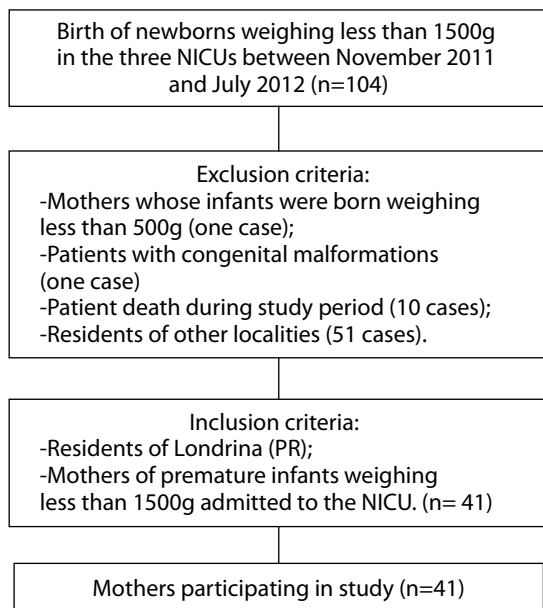 Birth of newborns weighing less than 1500g
in the three NICUs between November 2011
and July 2012 (n=104)
Exclusion criteria:
-Mothers whose infants were born weighing
less than 500g (one case);
-Patients with congenital malformations
(one case)
-Patient death during study period (10 cases);
-Residents of other localities (51 cases).
Inclusion criteria:
-Residents of Londrina (PR);
-Mothers of premature infants weighing
less than 1500g admitted to the NICU. (n= 41)
Mothers participating in study (n=41)